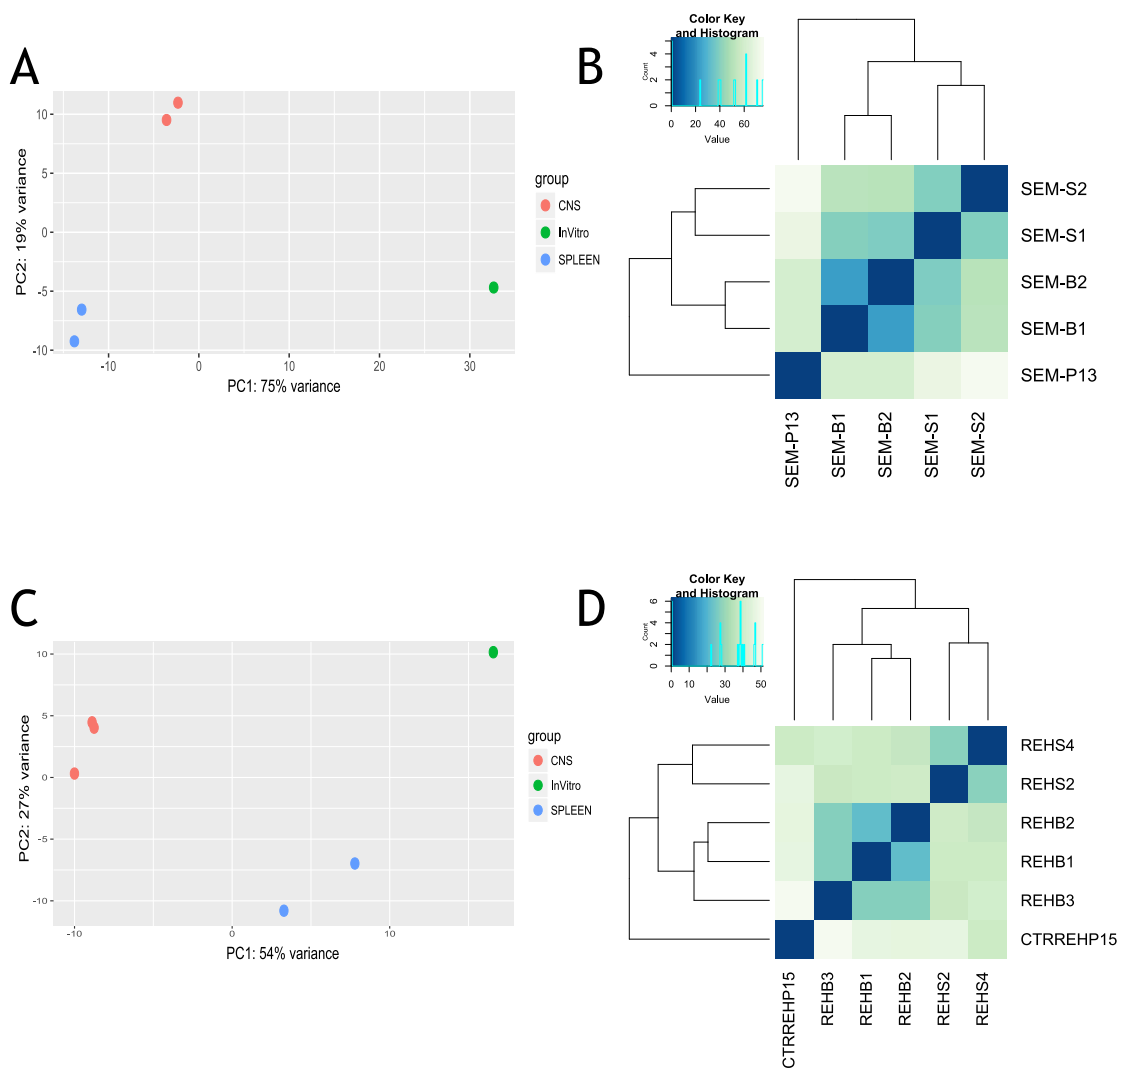 A
10
5
0
-5
-10
PC2: 19% variance
-10 0 10 20 30
PC1: 75% variance
group
CNS
InVitro
SPLEEN
B
Color Key
and Histogram
Count
0 2 4
0 20 40 60
Value
SEM-S2
SEM-S1
SEM-B2
SEM-B1
SEM-P13
SEM-P13
SEM-B1
SEM-B2
SEM-S1
SEM-S2
C
10
5
0
-5
-10
PC2: 27% variance
-10 0 10
PC1: 54% variance
group
CNS
InVitro
SPLEEN
D
Color Key
and Histogram
Count
0 2 4 6
0 10 30 50
Value
REHS4
REHS2
REHB2
REHB1
REHB3
CTRREHP15
CTRREHP15
REHB3
REHB1
REHB2
REHS2
REHS4